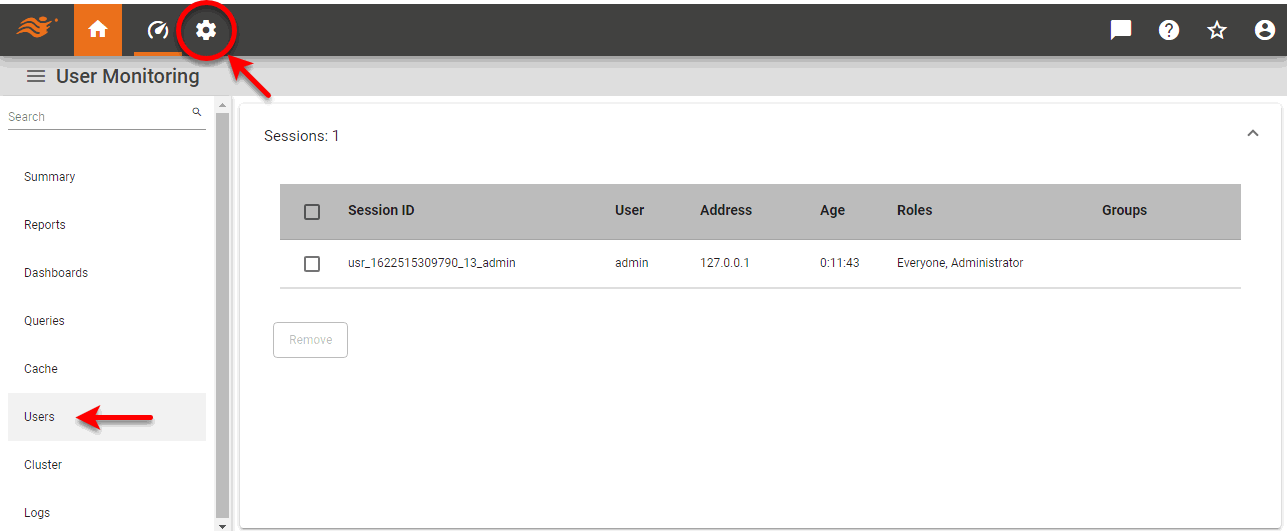 User Monitoring
Search
Summary
Reports
Dashboards
Queries
Cache
Users
Cluster
Logs
Sessions: 1
Session ID User Address Age Roles Groups
usr_1622515309790_13_admin admin 127.0.0.1 0:11:43 Everyone, Administrator
Remove